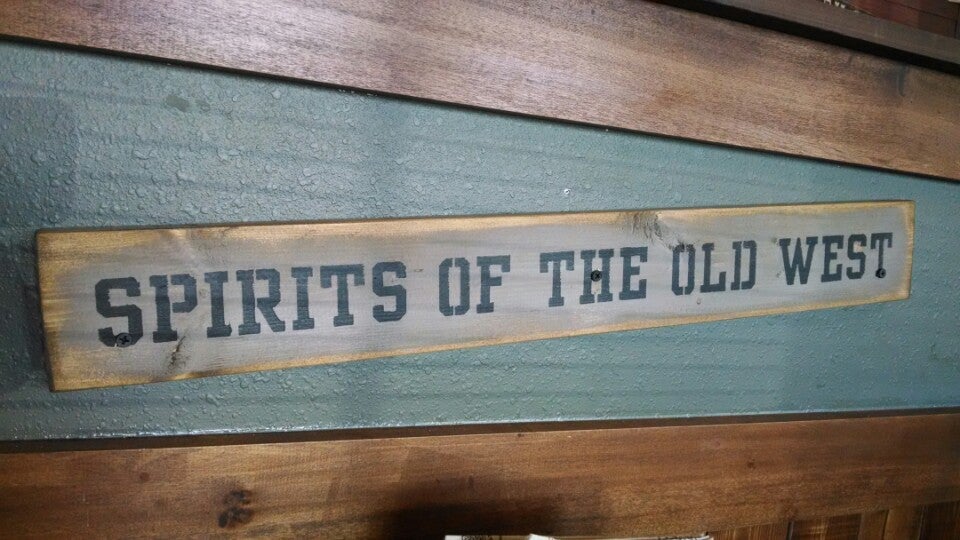 SPIRITS OF THE OLD WEST